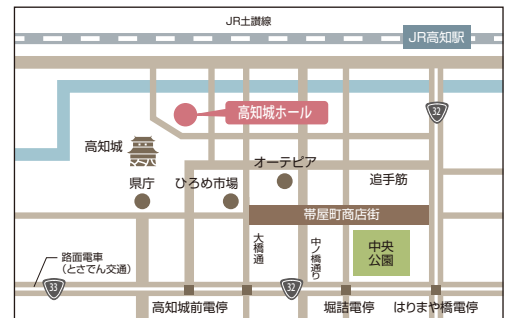 JR土讃線
JR高知駅
32
高知城ホール
高知城
オーテピア
県庁
ひろめ市場
追手筋
帯屋町商店街
大橋通
中ノ橋通り
中央
公園
路面電車
(とさでん交通)
33
32
高知城前電停
堀詰電停
はりまや橋電停